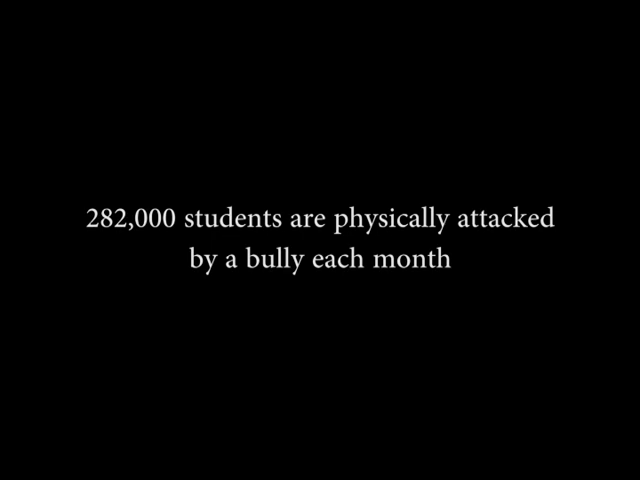 282,000 students are physically attacked
by a bully each month